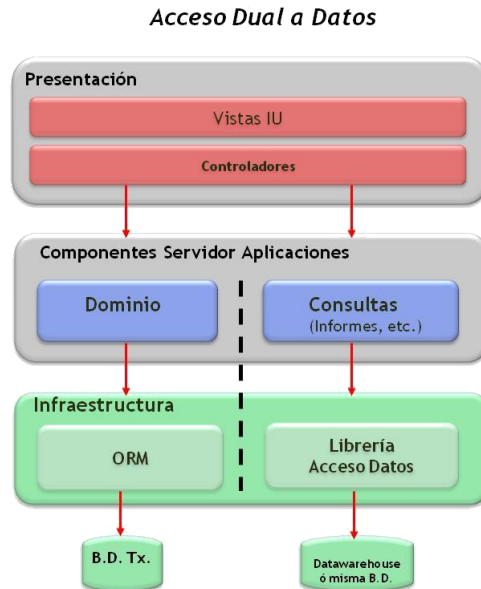 Acceso Dual a Datos
Presentación
Vistas IU
Controladores
Componentes Servidor Aplicaciones
Dominio
Consultas
(Informes, etc.)
Infraestructura
ORM
Librería
Acceso Datos
B.D. Tx.
Datawarehouse
ó misma B.D.